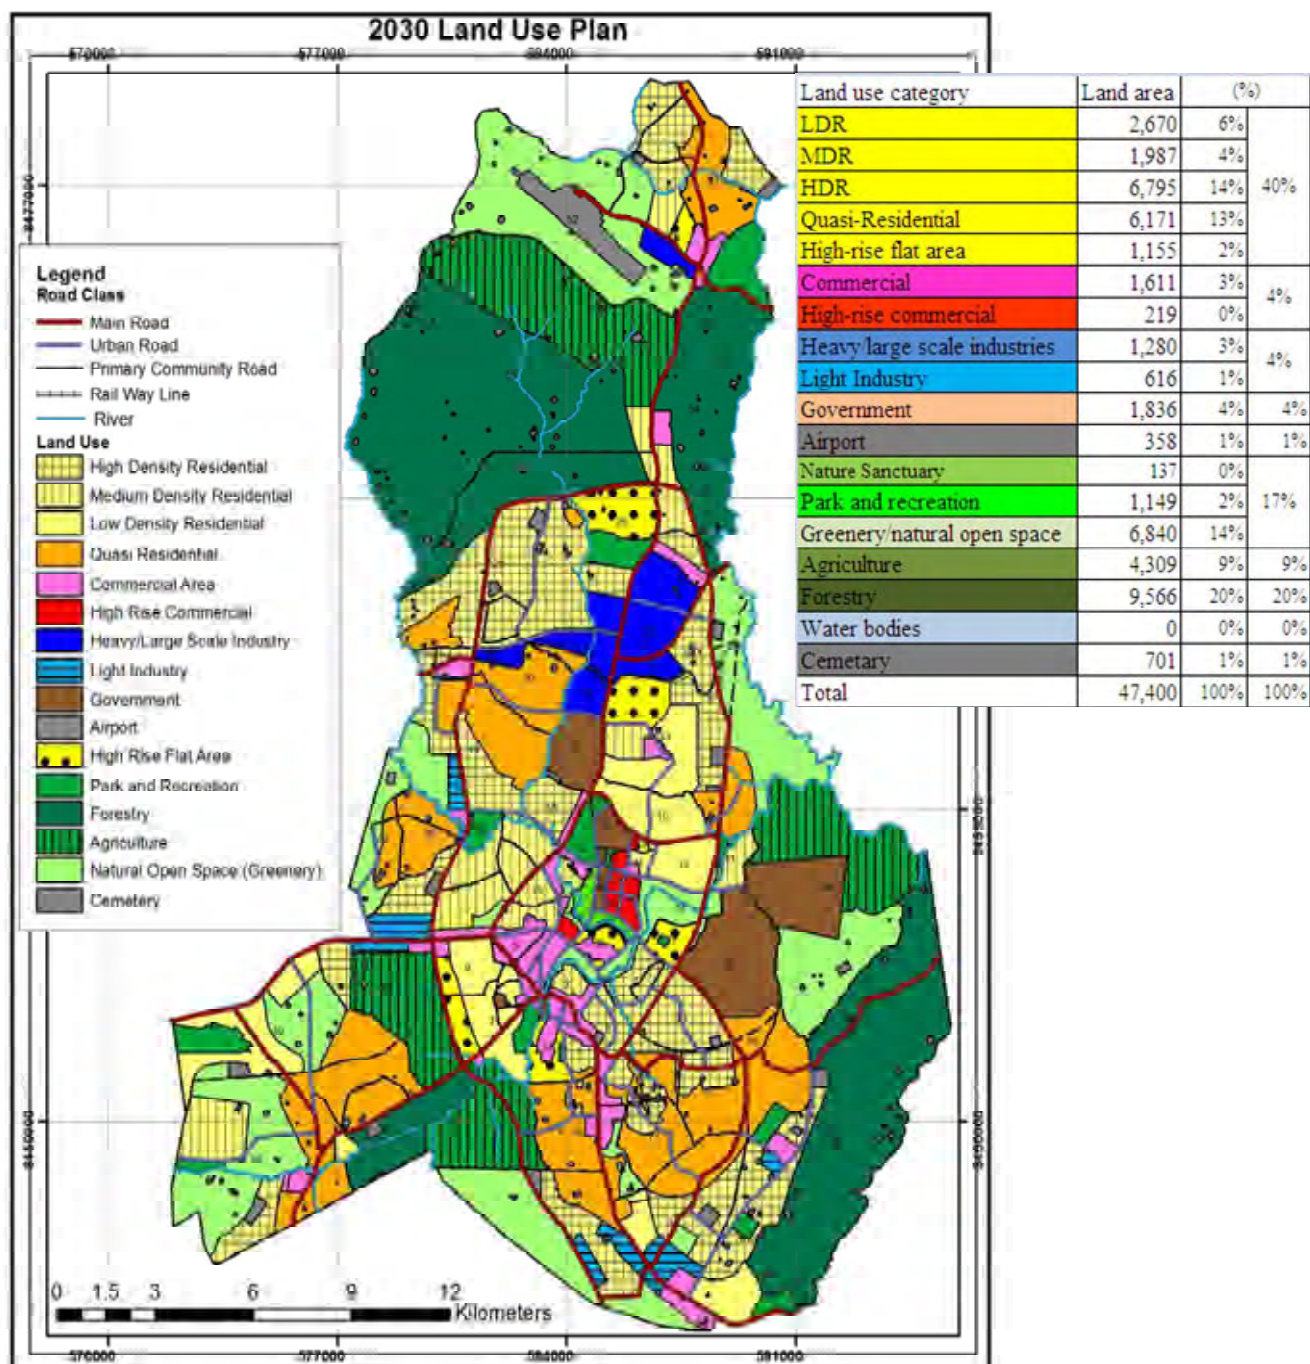 2030 Land Use Plan
577000
591000
Legend
Road Class
Main Road
Urban Road
Primary Community Road
Rail Way Line
River
Land Use
High Density Residential
Medium Density Residential
Low Density Residential
Quasi Residential
Commercial Area
High Rise Commercial
Heavy/Large Scale Industry
Light Industry
Government
Airport
High Rise Flat Area
Park and Recreation
Forestry
Agriculture
Natural Open Space (Greenery)
Cemetery
Land use category Land area (%)
LDR 2,670 6%
MDR 1,987 4%
HDR 6,795 14% 40%
Quasi-Residential 6,171 13%
High-rise flat area 1,155 2%
Commercial 1,611 3% 4%
High-rise commercial 219 0%
Heavy/large scale industries 1,280 3% 4%
Light Industry 616 1%
Government 1,836 4% 4%
Airport 358 1% 1%
Nature Sanctuary 137 0%
Park and recreation 1,149 2% 17%
Greenery/natural open space 6,840 14%
Agriculture 4,309 9% 9%
Forestry 9,566 20% 20%
Water bodies 0 0% 0%
Cemetary 701 1% 1%
Total 47,400 100% 100%
0 1.5 3 6 9 12
Kilometers
577000
591000